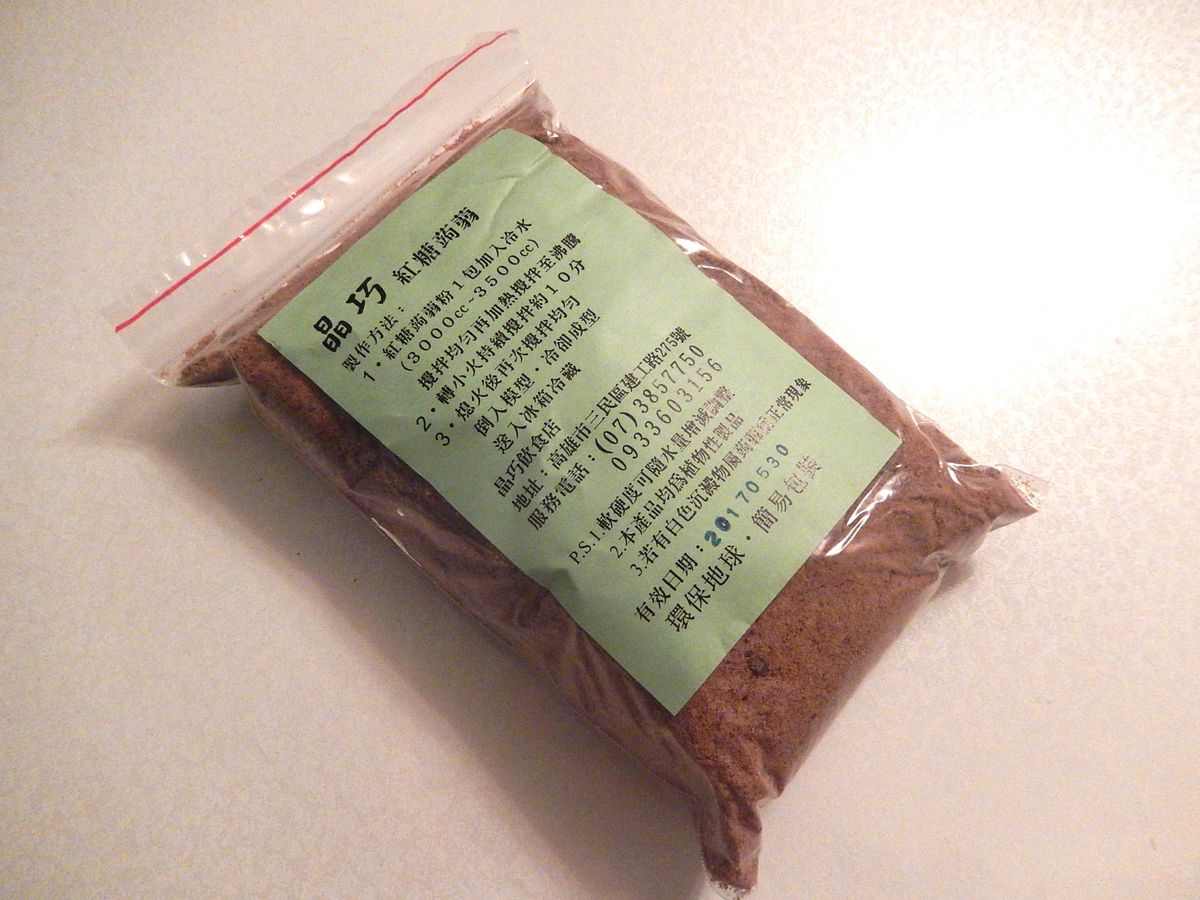 晶巧 紅糖蒟蒻
製作方法：
1．紅糖蒟蒻粉1包加入冷水
(3000cc~3500cc)
攪拌均勻再加熱攪拌至沸騰
2．轉小火持續攪拌約10分
3．熄火後再次攪拌均勻
倒入模型．冷卻成型
送入冰箱冷藏
晶巧飲食店
地址：高雄市三民區建工路275號
服務電話：(07)3857750
0933603156
P.S.1.軟硬度可隨水量增減調整
2.本產品均為植物性製品
3.若有白色沉澱物屬蒟蒻粉正常現象
有效日期：20170530
環保地球．簡易包裝